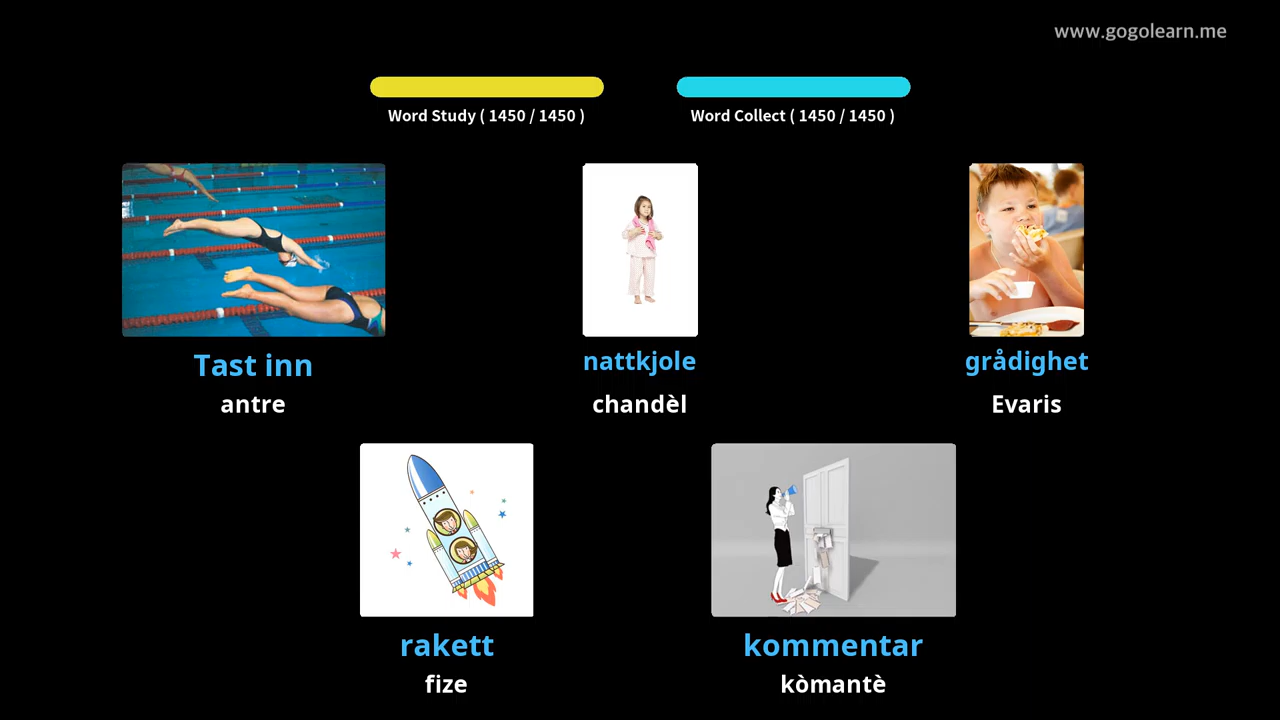 www.gogolearn.me
Word Study ( 1450 / 1450 )
Word Collect ( 1450 / 1450 )
Tast inn
antre
nattkjole
chandèl
grådighet
Evaris
rakett
fize
kommentar
kòmantè